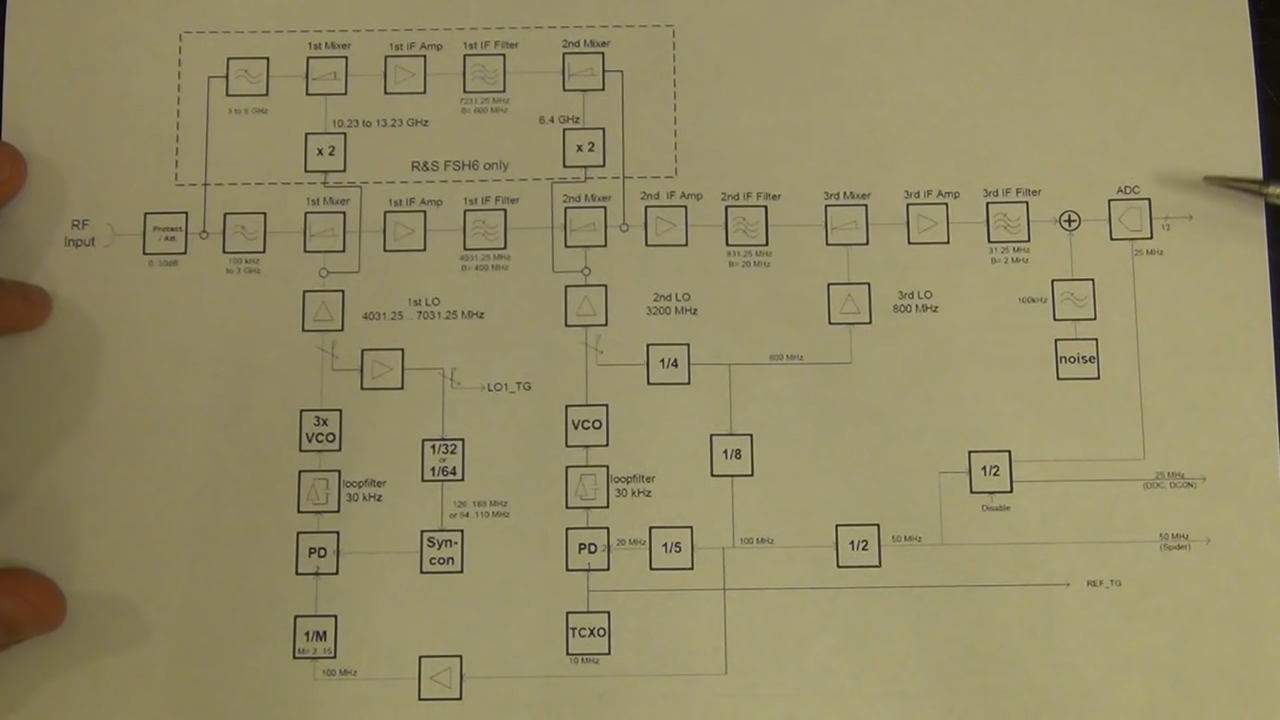 1st Mixer
1st IF Amp
1st IF Filter
2nd Mixer
3 to 6 GHz
7231.25 MHz
B= 600 MHz
10.23 to 13.23 GHz
6.4 GHz
x 2
x 2
R&S FSH6 only
RF
Input
Protect.
/ Att.
1st Mixer
1st IF Amp
1st IF Filter
2nd Mixer
2nd IF Amp
2nd IF Filter
3rd Mixer
3rd IF Amp
3rd IF Filter
ADC
12
100 kHz
to 3 GHz
4031.25 MHz
B= 400 MHz
831.25 MHz
B= 20 MHz
31.25 MHz
B= 2 MHz
25 MHz
1st LO
4031.25 ... 7031.25 MHz
2nd LO
3200 MHz
3rd LO
800 MHz
100kHz
noise
1/4
800 MHz
LO1_TG
3x
VCO
1/32
or
1/64
VCO
1/8
1/2
25 MHz
(DDC, DCON)
Disable
loopfilter
30 kHz
loopfilter
30 kHz
PD
Syn-
con
PD
20 MHz
1/5
100 MHz
1/2
50 MHz
50 MHz
(Spider)
REF_TG
1/M
M= 2..15
TCXO
10 MHz
100 MHz